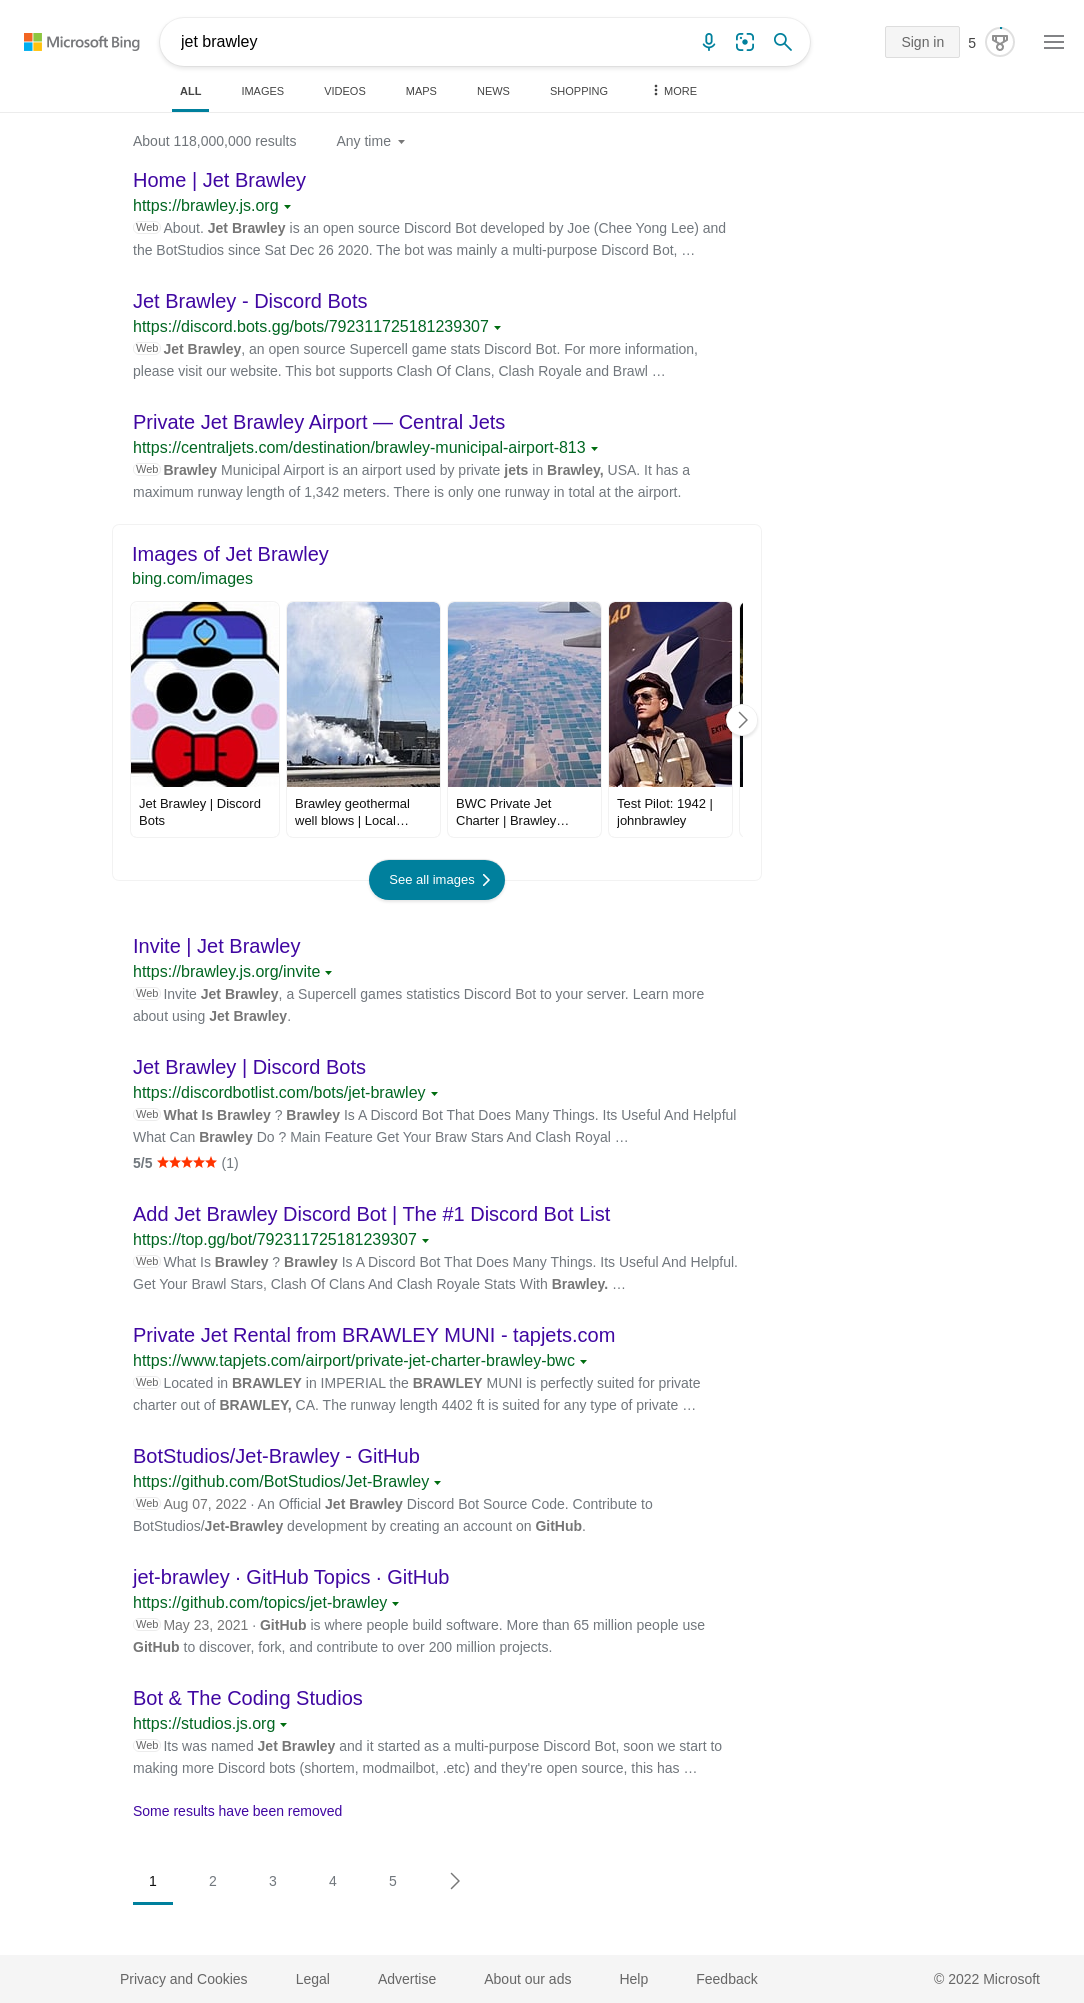 Microsoft Bing
jet brawley
Sign in
5
ALL IMAGES VIDEOS MAPS NEWS SHOPPING MORE
About 118,000,000 results Any time
Home | Jet Brawley
https://brawley.js.org
Web About. Jet Brawley is an open source Discord Bot developed by Joe (Chee Yong Lee) and
the BotStudios since Sat Dec 26 2020. The bot was mainly a multi-purpose Discord Bot, …
Jet Brawley - Discord Bots
https://discord.bots.gg/bots/792311725181239307
Web Jet Brawley, an open source Supercell game stats Discord Bot. For more information,
please visit our website. This bot supports Clash Of Clans, Clash Royale and Brawl …
Private Jet Brawley Airport — Central Jets
https://centraljets.com/destination/brawley-municipal-airport-813
Web Brawley Municipal Airport is an airport used by private jets in Brawley, USA. It has a
maximum runway length of 1,342 meters. There is only one runway in total at the airport.
Images of Jet Brawley
bing.com/images
Jet Brawley | Discord
Bots
Brawley geothermal
well blows | Local…
BWC Private Jet
Charter | Brawley…
Test Pilot: 1942 |
johnbrawley
See all images
Invite | Jet Brawley
https://brawley.js.org/invite
Web Invite Jet Brawley, a Supercell games statistics Discord Bot to your server. Learn more
about using Jet Brawley.
Jet Brawley | Discord Bots
https://discordbotlist.com/bots/jet-brawley
Web What Is Brawley ? Brawley Is A Discord Bot That Does Many Things. Its Useful And Helpful
What Can Brawley Do ? Main Feature Get Your Braw Stars And Clash Royal …
5/5 ★★★★★ (1)
Add Jet Brawley Discord Bot | The #1 Discord Bot List
https://top.gg/bot/792311725181239307
Web What Is Brawley ? Brawley Is A Discord Bot That Does Many Things. Its Useful And Helpful.
Get Your Brawl Stars, Clash Of Clans And Clash Royale Stats With Brawley. …
Private Jet Rental from BRAWLEY MUNI - tapjets.com
https://www.tapjets.com/airport/private-jet-charter-brawley-bwc
Web Located in BRAWLEY in IMPERIAL the BRAWLEY MUNI is perfectly suited for private
charter out of BRAWLEY, CA. The runway length 4402 ft is suited for any type of private …
BotStudios/Jet-Brawley - GitHub
https://github.com/BotStudios/Jet-Brawley
Web Aug 07, 2022 · An Official Jet Brawley Discord Bot Source Code. Contribute to
BotStudios/Jet-Brawley development by creating an account on GitHub.
jet-brawley · GitHub Topics · GitHub
https://github.com/topics/jet-brawley
Web May 23, 2021 · GitHub is where people build software. More than 65 million people use
GitHub to discover, fork, and contribute to over 200 million projects.
Bot & The Coding Studios
https://studios.js.org
Web Its was named Jet Brawley and it started as a multi-purpose Discord Bot, soon we start to
making more Discord bots (shortem, modmailbot, .etc) and they're open source, this has …
Some results have been removed
1 2 3 4 5
Privacy and Cookies Legal Advertise About our ads Help Feedback © 2022 Microsoft